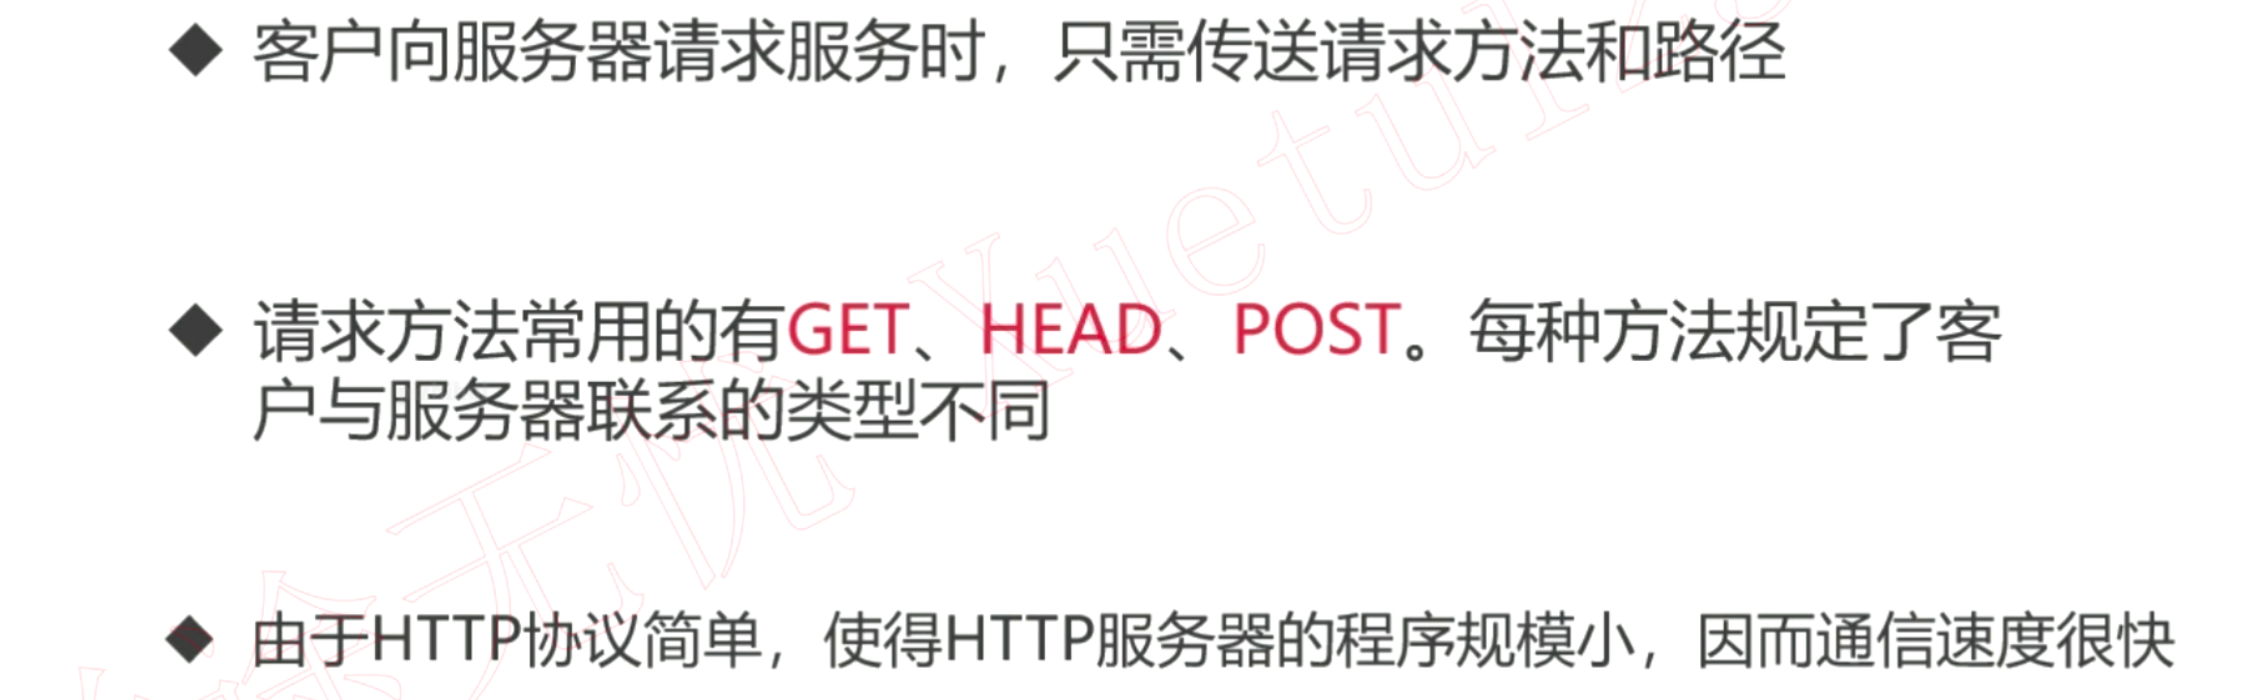 ◆ 客户向服务器请求服务时，只需传送请求方法和路径
◆ 请求方法常用的有GET、HEAD、POST。每种方法规定了客
户与服务器联系的类型不同
◆ 由于HTTP协议简单，使得HTTP服务器的程序规模小，因而通信速度很快